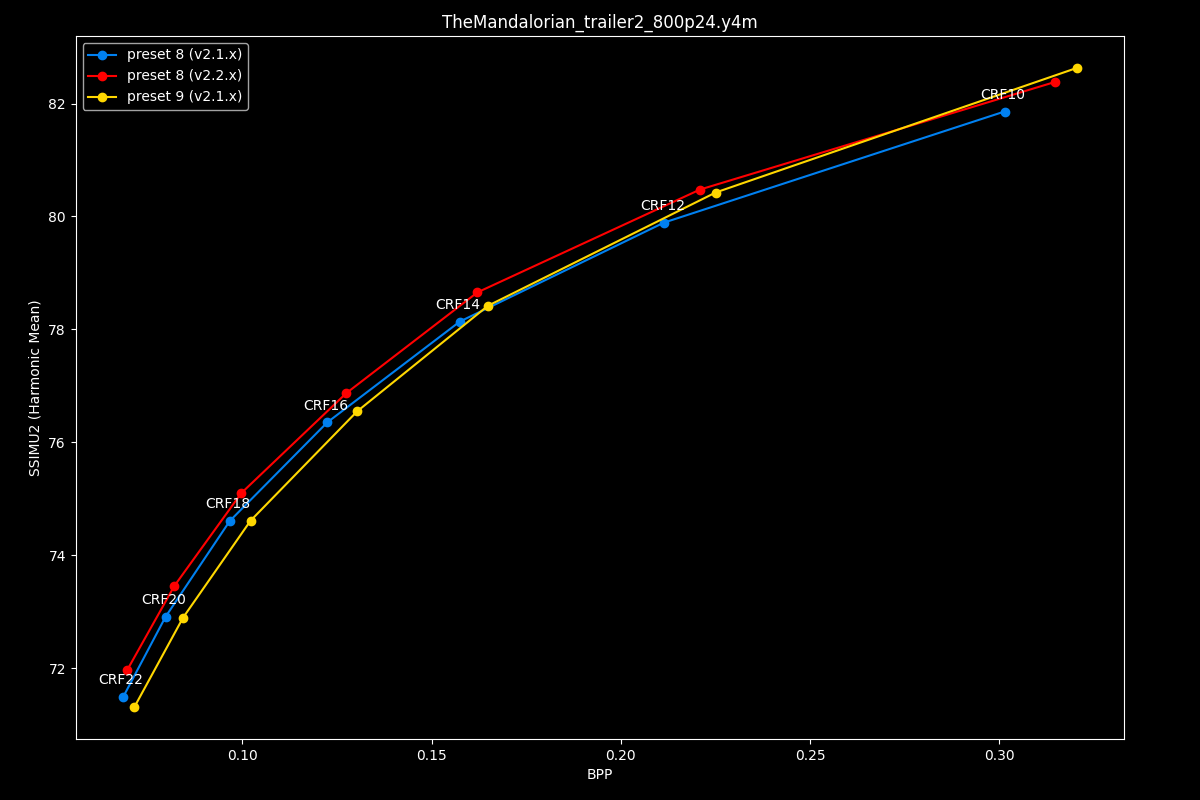 TheMandalorian_trailer2_800p24.y4m
preset 8 (v2.1.x)
preset 8 (v2.2.x)
preset 9 (v2.1.x)
CRF10
CRF12
CRF14
CRF16
CRF18
CRF20
CRF22
82
80
78
76
74
72
SSIMU2 (Harmonic Mean)
0.10
0.15
0.20
0.25
0.30
BPP